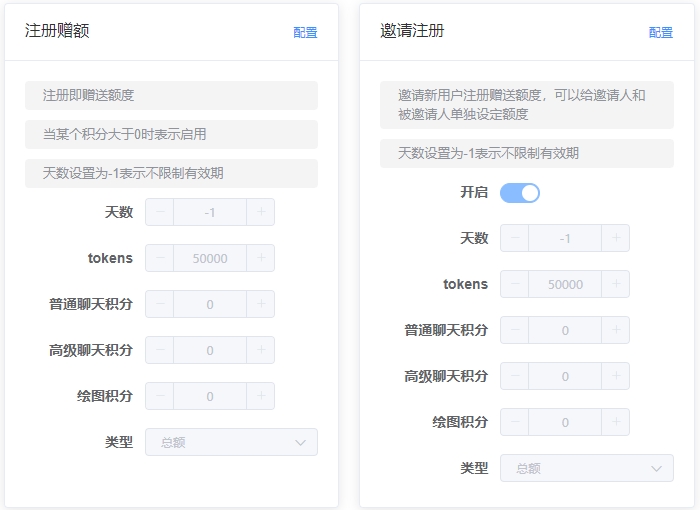 注册赠额 配置
注册即赠送额度
当某个积分大于0时表示启用
天数设置为-1表示不限制有效期
天数 -1
tokens 50000
普通聊天积分 0
高级聊天积分 0
绘图积分 0
类型 总额
邀请注册 配置
邀请新用户注册赠送额度，可以给邀请人和
被邀请人单独设定额度
天数设置为-1表示不限制有效期
开启
天数 -1
tokens 50000
普通聊天积分 0
高级聊天积分 0
绘图积分 0
类型 总额